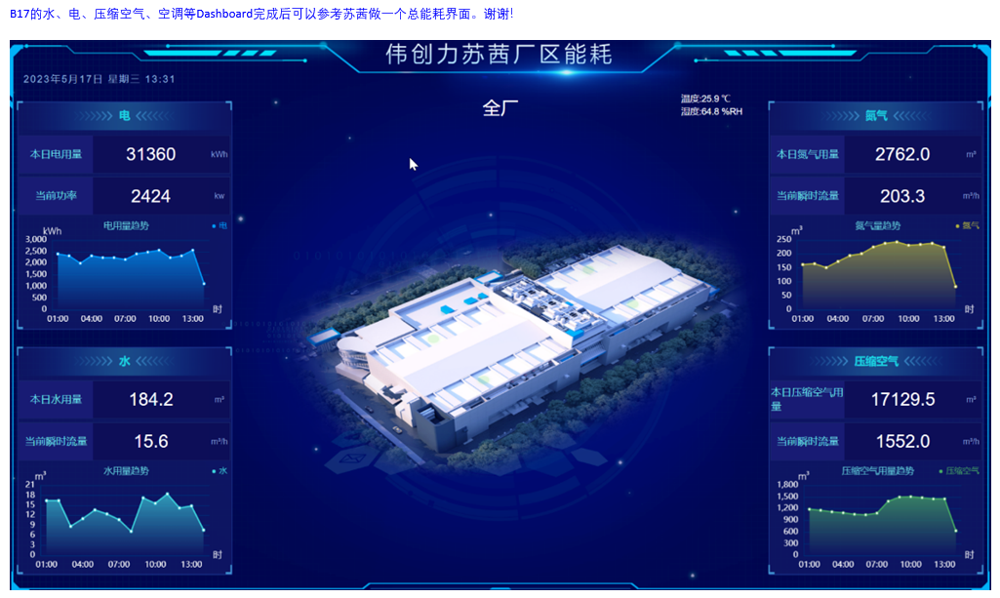 B17的水、电、压缩空气、空调等Dashboard完成后可以参考苏茜做一个总能耗界面。谢谢!
伟创力苏茜厂区能耗
2023年5月17日 星期三 13:31
全厂
温度:25.9 ℃
湿度:64.8 %RH
电
本日电用量 31360 kWh
当前功率 2424 kw
电用量趋势
kWh
电
3,000
2,500
2,000
1,500
1,000
500
0
01:00 04:00 07:00 10:00 13:00 时
水
本日水用量 184.2 m³
当前瞬时流量 15.6 m³/h
水用量趋势
m³
水
21
18
15
12
9
6
3
0
01:00 04:00 07:00 10:00 13:00 时
氮气
本日氮气用量 2762.0 m³
当前瞬时流量 203.3 m³/h
氮气量趋势
m³
氮气
250
200
150
100
50
0
01:00 04:00 07:00 10:00 13:00 时
压缩空气
本日压缩空气用
量
17129.5 m³
当前瞬时流量 1552.0 m³/h
压缩空气用量趋势
m³
压缩空气
1,800
1,500
1,200
900
600
300
0
01:00 04:00 07:00 10:00 13:00 时